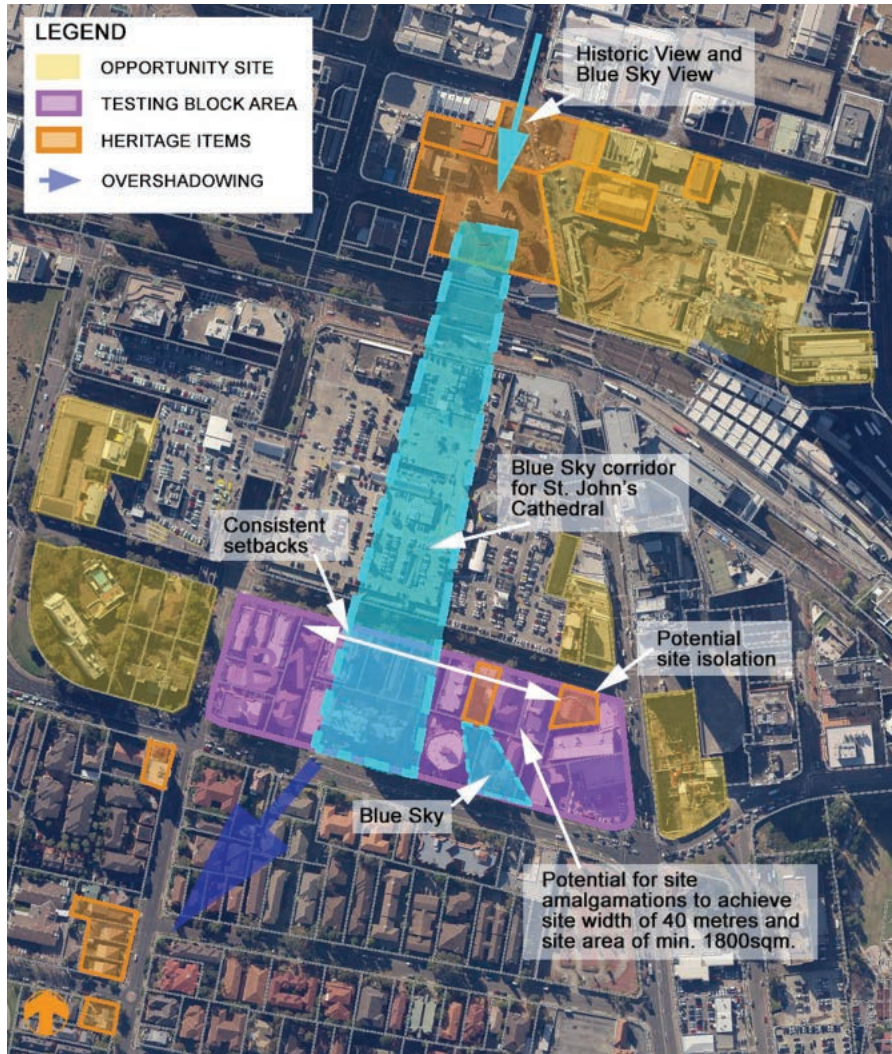 LEGEND
OPPORTUNITY SITE
TESTING BLOCK AREA
HERITAGE ITEMS
OVERSHADOWING
Historic View and
Blue Sky View
Blue Sky corridor
for St. John's
Cathedral
Consistent
setbacks
Potential
site isolation
B1
Blue Sky
Potential for site
amalgamations to achieve
site width of 40 metres and
site area of min. 1800sqm.